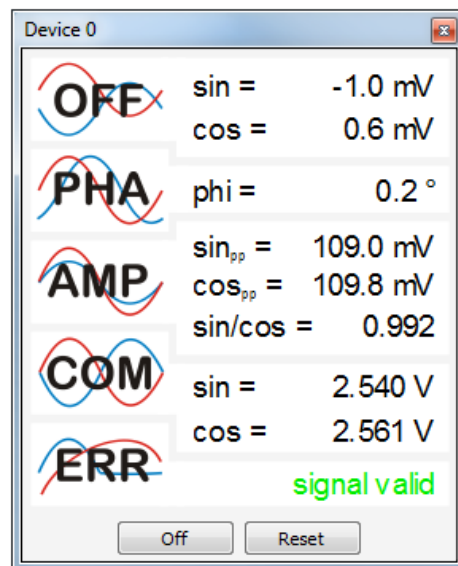 Device 0
OFF sin = -1.0 mV
cos = 0.6 mV
PHA phi = 0.2 °
sinpp = 109.0 mV
AMP cospp = 109.8 mV
sin/cos = 0.992
COM sin = 2.540 V
cos = 2.561 V
ERR signal valid
Off Reset